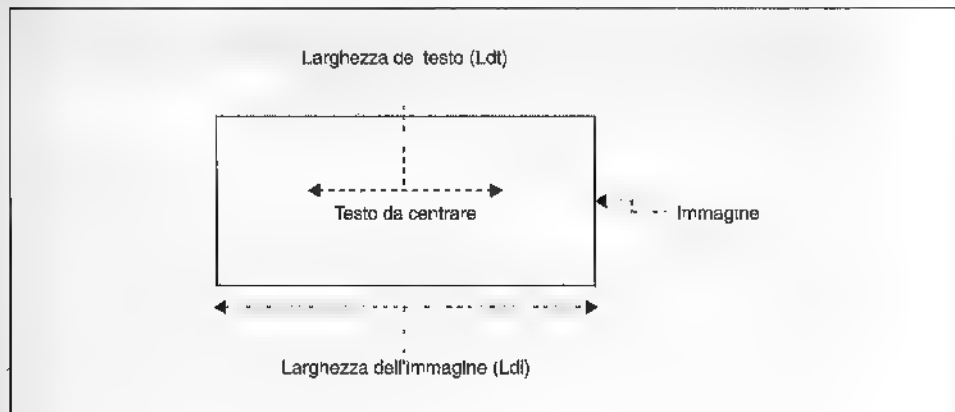 Larghezza de testo (Ldt)
Testo da centrare
Immagine
Larghezza dell'immagine (Ldi)